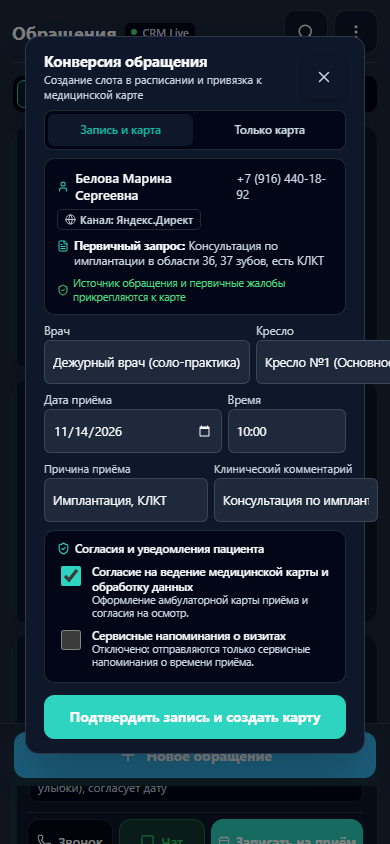 Обращения
CRM Live
Конверсия обращения
Создание слота в расписании и привязка к
медицинской карте
Запись и карта
Только карта
Белова Марина
Сергеевна
+7 (916) 440-18-
92
Канал: Яндекс.Директ
Первичный запрос: Консультация по
имплантации в области 36, 37 зубов, есть КЛКТ
Источник обращения и первичные жалобы
прикрепляются к карте
Врач
Кресло
Дежурный врач (соло-практика)
Кресло №1 (Основно
Дата приёма
Время
11/14/2026
10:00
Причина приёма
Клинический комментарий
Имплантация, КЛКТ
Консультация по имплант
Согласия и уведомления пациента
Согласие на ведение медицинской карты и
обработку данных
Оформление амбулаторной карты приёма и
согласия на осмотр.
Сервисные напоминания о визитах
Отключено: отправляются только сервисные
напоминания о времени приёма.
Подтвердить запись и создать карту
Новое обращение
улыбки), согласует дату
Звонок
Чат
Записать на приём